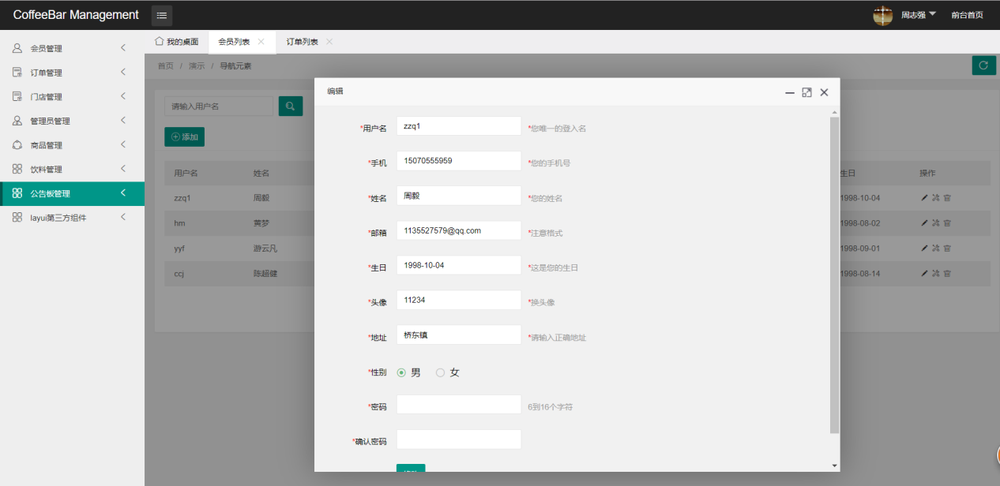 CoffeeBar Management
周志强
前台首页
会员管理
订单管理
门店管理
管理员管理
商品管理
饮料管理
公告板管理
layui第三方组件
我的桌面 会员列表 订单列表
首页 / 演示 / 导航元素
请输入用户名
添加
用户名 姓名 生日 操作
zzq1 周毅 1998-10-04
hm 黄梦 1998-08-02
yyf 游云凡 1998-09-01
ccj 陈超健 1998-08-14
编辑
*用户名 zzq1 *您唯一的登入名
*手机 15070555959 *您的手机号
*姓名 周毅 *您的姓名
*邮箱 1135527579@qq.com *注意格式
*生日 1998-10-04 *这是您的生日
*头像 11234 *换头像
*地址 桥东镇 *请输入正确地址
*性别 男 女
*密码 6到16个字符
*确认密码